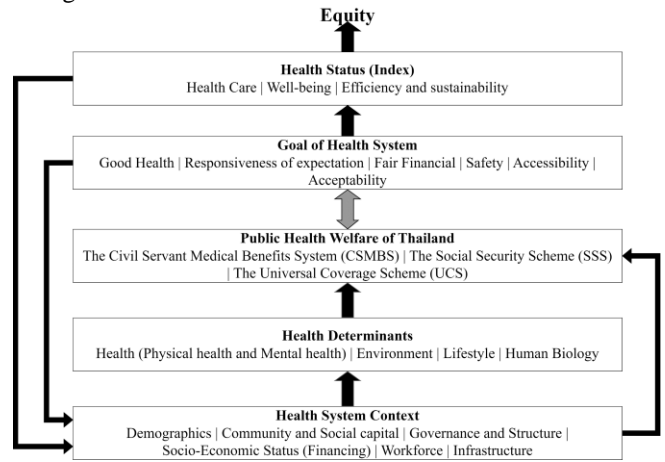 Equity
Health Status (Index)
Health Care | Well-being | Efficiency and sustainability
Goal of Health System
Good Health | Responsiveness of expectation | Fair Financial | Safety | Accessibility |
Acceptability
Public Health Welfare of Thailand
The Civil Servant Medical Benefits System (CSMBS) | The Social Security Scheme (SSS)
| The Universal Coverage Scheme (UCS)
Health Determinants
Health (Physical health and Mental health) | Environment | Lifestyle | Human Biology
Health System Context
Demographics | Community and Social capital | Governance and Structure |
Socio-Economic Status (Financing) | Workforce | Infrastructure